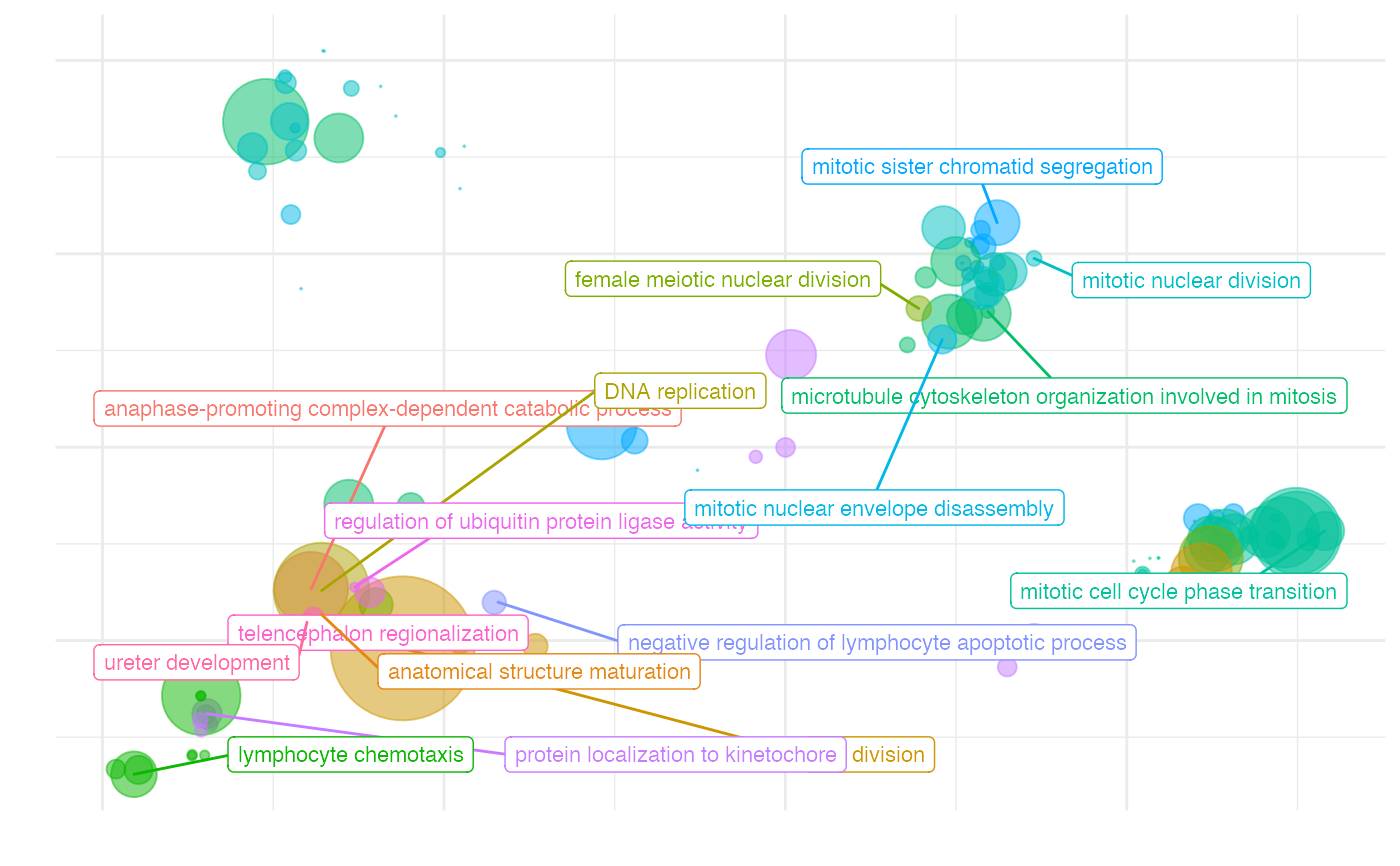 mitotic sister chromatid segregation
female meiotic nuclear division
mitotic nuclear division
DNA replication
anaphase-promoting complex-dependent catabolic process
microtubule cytoskeleton organization involved in mitosis
regulation of ubiquitin protein ligase activity
mitotic nuclear envelope disassembly
mitotic cell cycle phase transition
telencephalon regionalization
negative regulation of lymphocyte apoptotic process
ureter development
anatomical structure maturation
lymphocyte chemotaxis
protein localization to kinetochore
division